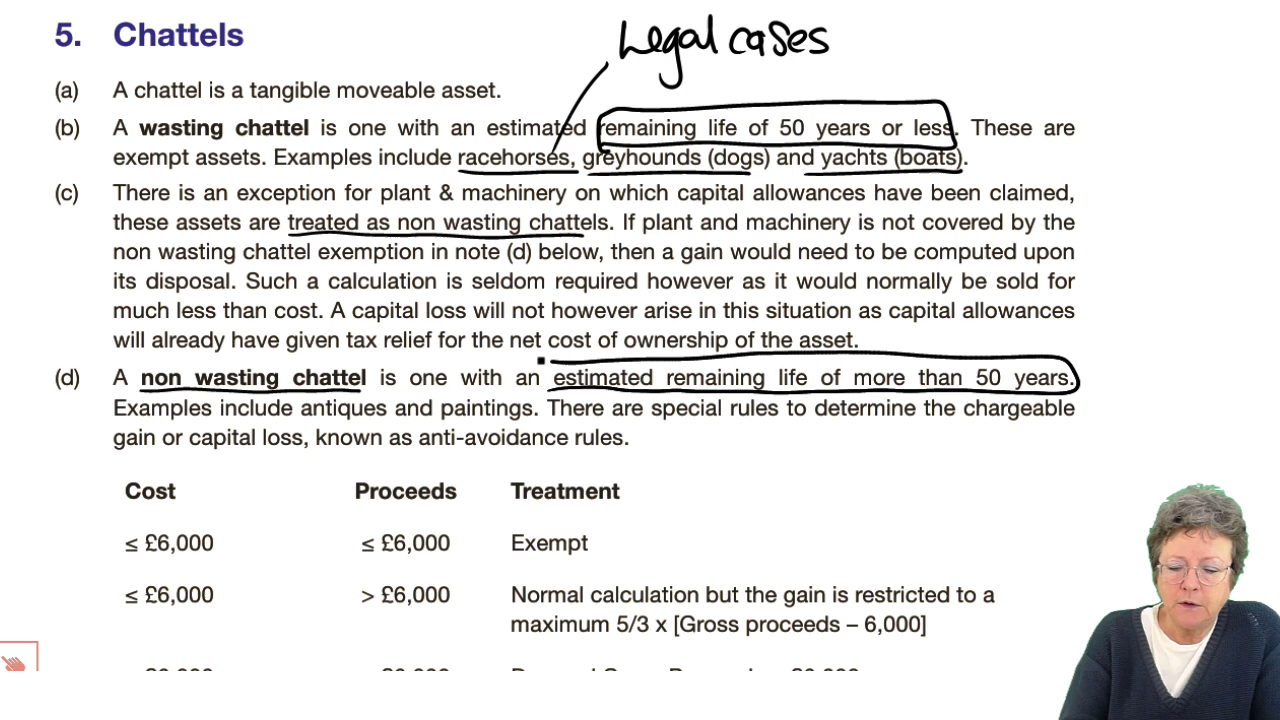 5. Chattels
Legal cases
(a) A chattel is a tangible moveable asset.
(b) A wasting chattel is one with an estimated remaining life of 50 years or less. These are
exempt assets. Examples include racehorses, greyhounds (dogs) and yachts (boats).
(c) There is an exception for plant & machinery on which capital allowances have been claimed,
these assets are treated as non wasting chattels. If plant and machinery is not covered by the
non wasting chattel exemption in note (d) below, then a gain would need to be computed upon
its disposal. Such a calculation is seldom required however as it would normally be sold for
much less than cost. A capital loss will not however arise in this situation as capital allowances
will already have given tax relief for the net cost of ownership of the asset.
(d) A non wasting chattel is one with an estimated remaining life of more than 50 years.
Examples include antiques and paintings. There are special rules to determine the chargeable
gain or capital loss, known as anti-avoidance rules.
Cost Proceeds Treatment
≤ £6,000 ≤ £6,000 Exempt
≤ £6,000 > £6,000 Normal calculation but the gain is restricted to a
maximum 5/3 x [Gross proceeds – 6,000]